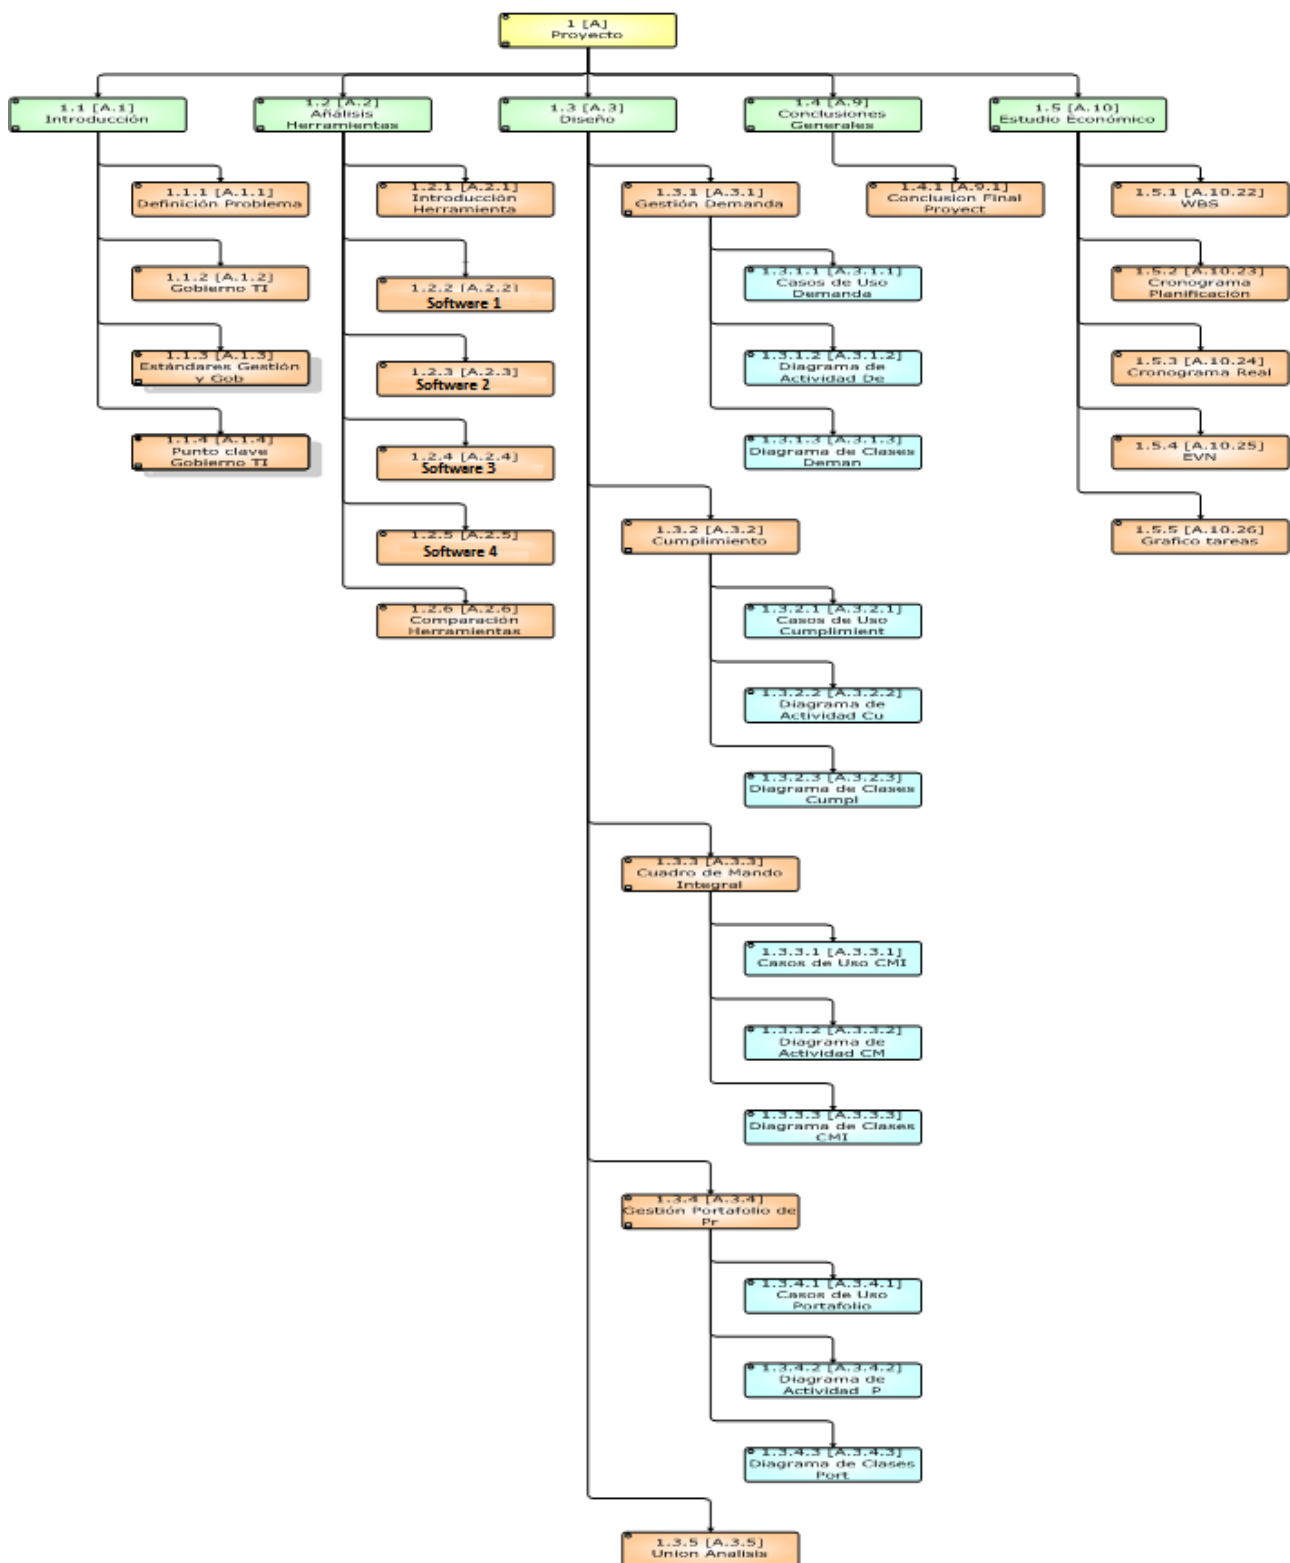 1 [A]
Proyecto
1.1 [A.1]
Introducción
1.2 [A.2]
Análisis
Herramientas
1.3 [A.3]
Diseño
1.4 [A.9]
Conclusiones
Generales
1.5 [A.10]
Estudio Económico
1.1.1 [A.1.1]
Definición Problema
1.1.2 [A.1.2]
Gobierno TI
1.1.3 [A.1.3]
Estándares Gestión
y Gob
1.1.4 [A.1.4]
Punto clave
Gobierno TI
1.2.1 [A.2.1]
Introducción
Herramienta
1.2.2 [A.2.2]
Software 1
1.2.3 [A.2.3]
Software 2
1.2.4 [A.2.4]
Software 3
1.2.5 [A.2.5]
Software 4
1.2.6 [A.2.6]
Comparación
Herramientas
1.3.1 [A.3.1]
Gestión Demanda
1.3.1.1 [A.3.1.1]
Casos de Uso
Demanda
1.3.1.2 [A.3.1.2]
Diagrama de
Actividad De
1.3.1.3 [A.3.1.3]
Diagrama de Clases
Deman
1.3.2 [A.3.2]
Cumplimiento
1.3.2.1 [A.3.2.1]
Casos de Uso
Cumplimient
1.3.2.2 [A.3.2.2]
Diagrama de
Actividad Cu
1.3.2.3 [A.3.2.3]
Diagrama de Clases
Cumpl
1.3.3 [A.3.3]
Cuadro de Mando
Integral
1.3.3.1 [A.3.3.1]
Casos de Uso CMI
1.3.3.2 [A.3.3.2]
Diagrama de
Actividad CM
1.3.3.3 [A.3.3.3]
Diagrama de Clases
CMI
1.3.4 [A.3.4]
Gestión Portafolio de
Pr
1.3.4.1 [A.3.4.1]
Casos de Uso
Portafolio
1.3.4.2 [A.3.4.2]
Diagrama de
Actividad P
1.3.4.3 [A.3.4.3]
Diagrama de Clases
Port
1.3.5 [A.3.5]
Union Analisis
1.4.1 [A.9.1]
Conclusion Final
Proyect
1.5.1 [A.10.22]
WBS
1.5.2 [A.10.23]
Cronograma
Planificación
1.5.3 [A.10.24]
Cronograma Real
1.5.4 [A.10.25]
EVN
1.5.5 [A.10.26]
Grafico tareas